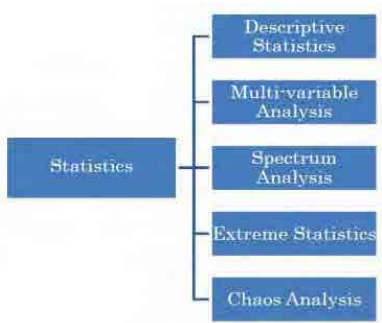 Descriptive
Statistics
Multi-variable
Analysis
Statistics
Spectrum
Analysis
Extreme Statistics
Chaos Analysis